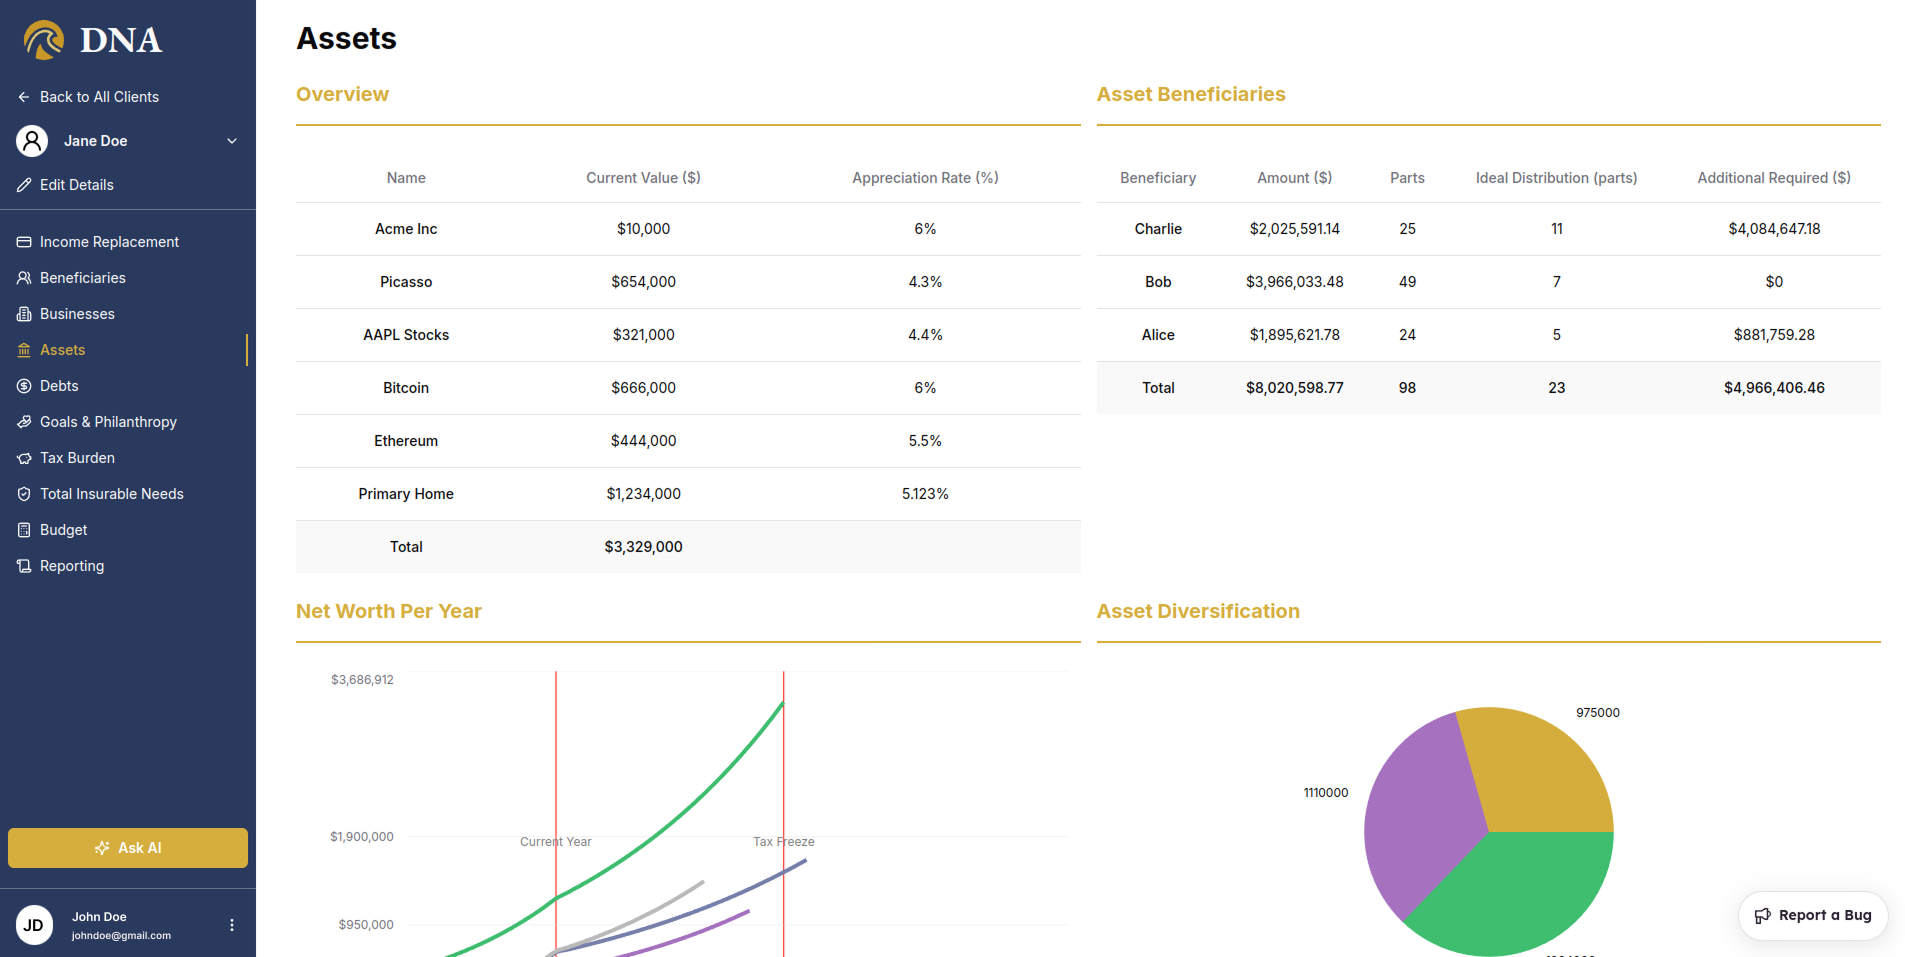 DNA
Back to All Clients
Jane Doe
Edit Details
Income Replacement
Beneficiaries
Businesses
Assets
Debts
Goals & Philanthropy
Tax Burden
Total Insurable Needs
Budget
Reporting
Ask AI
JD
John Doe
johndoe@gmail.com
Assets
Overview
Name Current Value ($) Appreciation Rate (%)
Acme Inc $10,000 6%
Picasso $654,000 4.3%
AAPL Stocks $321,000 4.4%
Bitcoin $666,000 6%
Ethereum $444,000 5.5%
Primary Home $1,234,000 5.123%
Total $3,329,000
Asset Beneficiaries
Beneficiary Amount ($) Parts Ideal Distribution (parts) Additional Required ($)
Charlie $2,025,591.14 25 11 $4,084,647.18
Bob $3,966,033.48 49 7 $0
Alice $1,895,621.78 24 5 $881,759.28
Total $8,020,598.77 98 23 $4,966,406.46
Net Worth Per Year
$3,686,912
$1,900,000
$950,000
Current Year
Tax Freeze
Asset Diversification
975000
1110000
Report a Bug